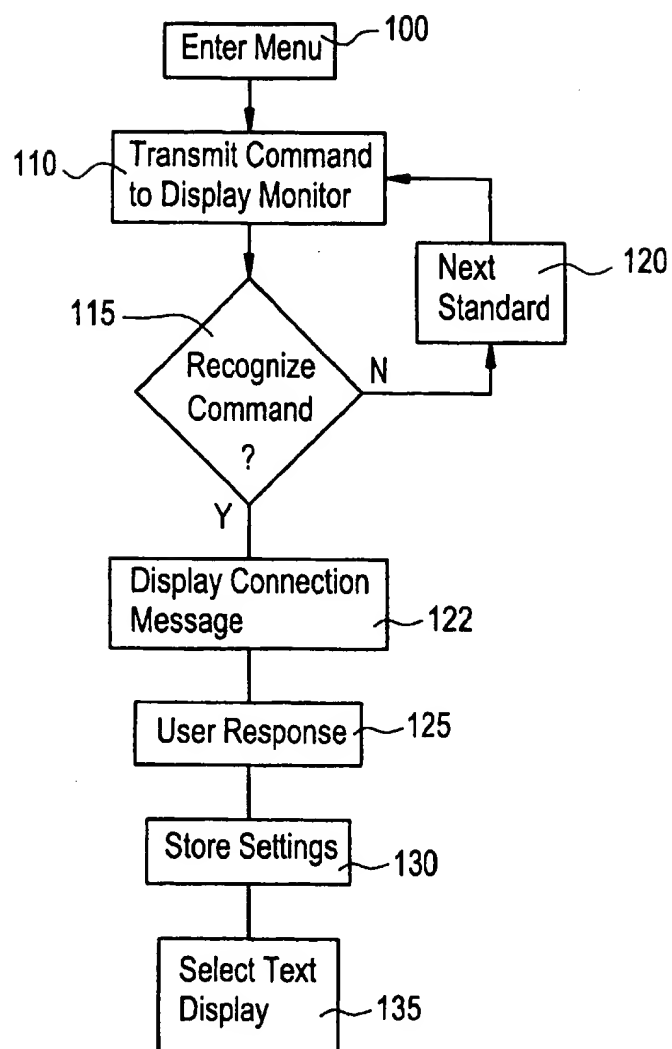 Enter Menu
100
110
Transmit Command
to Display Monitor
Next
Standard
120
115
Recognize
Command
?
N
Y
Display Connection
Message
122
User Response
125
Store Settings
130
Select Text
Display
135